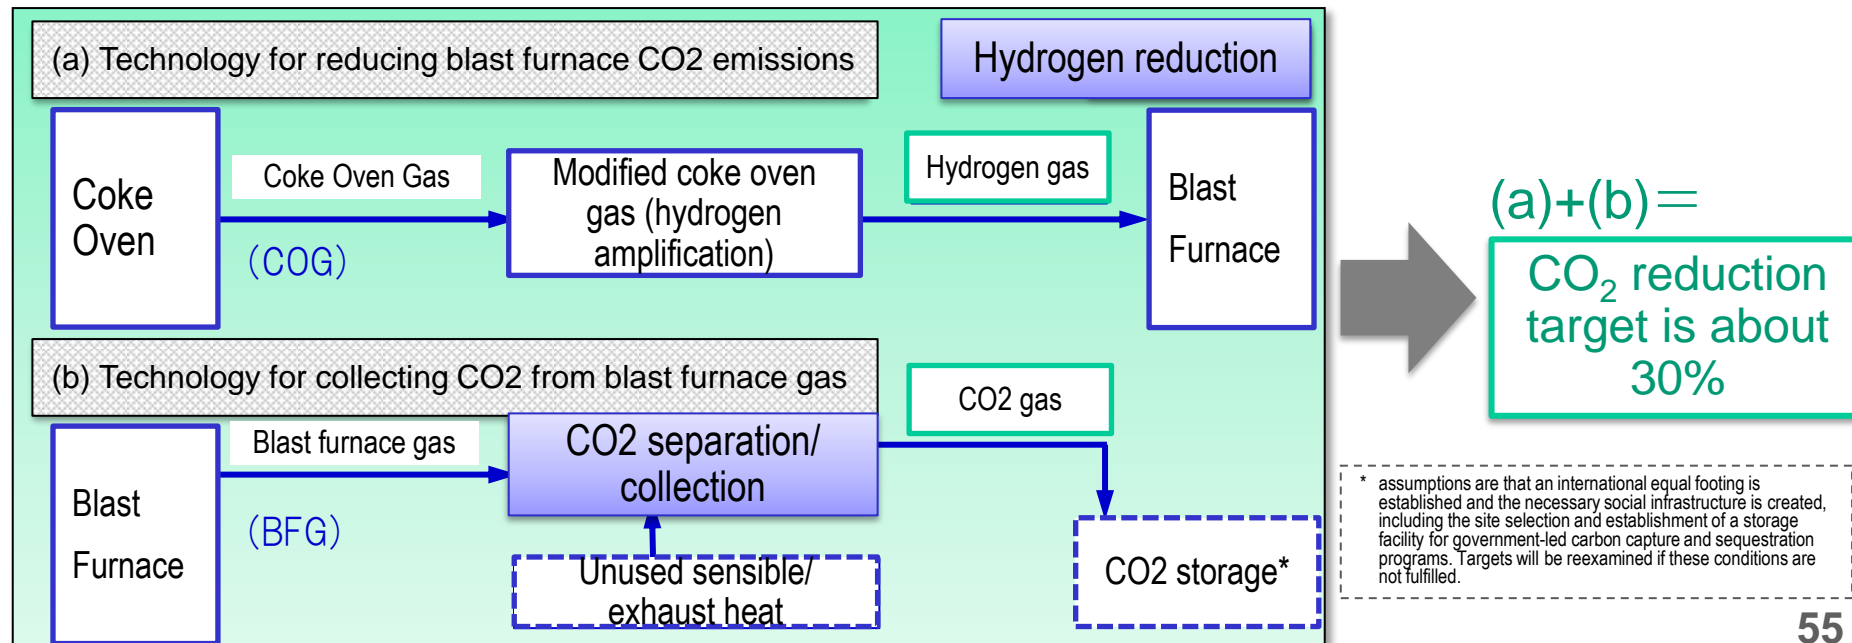 (a) Technology for reducing blast furnace CO2 emissions
Hydrogen reduction
Coke
Oven
Coke Oven Gas
(COG)
Modified coke oven
gas (hydrogen
amplification)
Hydrogen gas
Blast
Furnace
(b) Technology for collecting CO2 from blast furnace gas
Blast
Furnace
Blast furnace gas
(BFG)
CO2 separation/
collection
Unused sensible/
exhaust heat
CO2 gas
CO2 storage*
(a)+(b)＝
CO₂ reduction
target is about
30%
* assumptions are that an international equal footing is
established and the necessary social infrastructure is created,
including the site selection and establishment of a storage
facility for government-led carbon capture and sequestration
programs. Targets will be reexamined if these conditions are
not fulfilled.
55